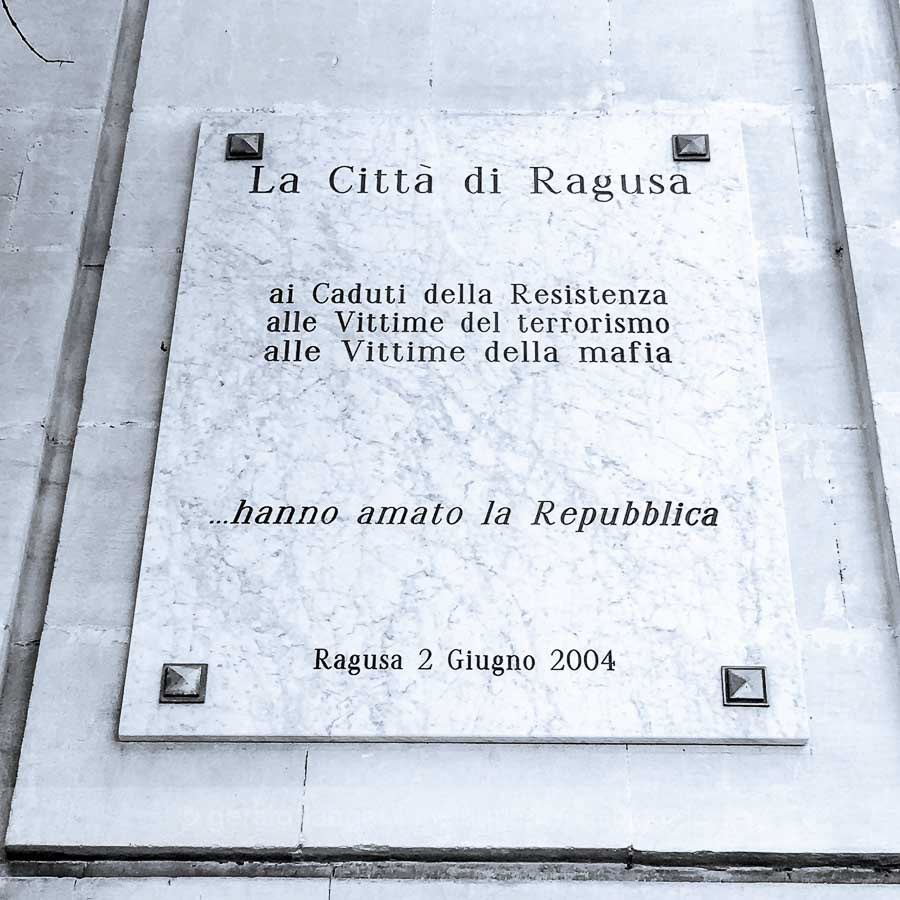 La Città di Ragusa
ai Caduti della Resistenza
alle Vittime del terrorismo
alle Vittime della mafia
...hanno amato la Repubblica
Ragusa 2 Giugno 2004